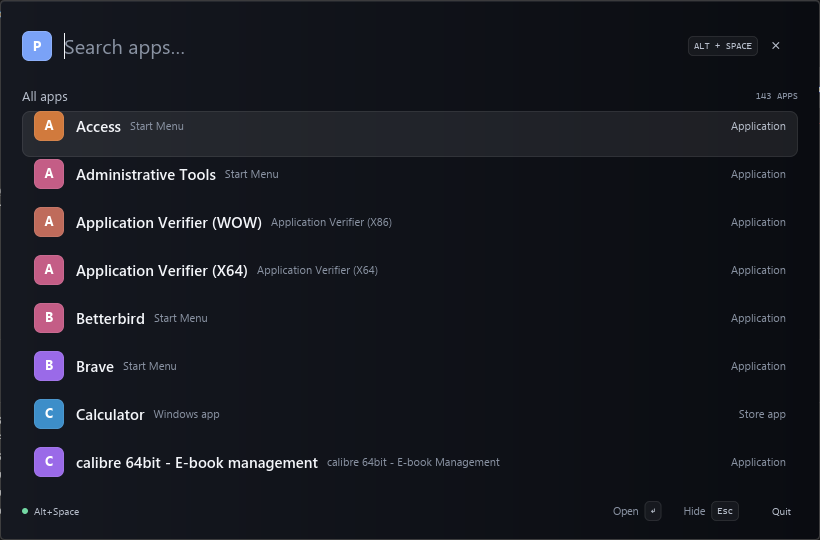 P Search apps... ALT + SPACE ×
All apps 143 APPS
A Access Start Menu Application
A Administrative Tools Start Menu Application
A Application Verifier (WOW) Application Verifier (X86) Application
A Application Verifier (X64) Application Verifier (X64) Application
B Betterbird Start Menu Application
B Brave Start Menu Application
C Calculator Windows app Store app
C calibre 64bit - E-book management calibre 64bit - E-book Management Application
Alt+Space Open ↵ Hide Esc Quit